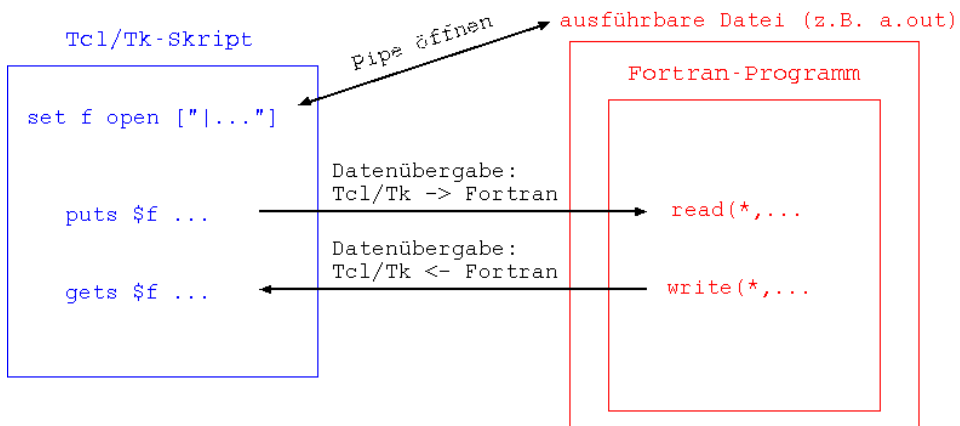 Tcl/Tk-Skript
Pipe öffnen
ausführbare Datei (z.B. a.out)
Fortran-Programm
set f open ["|..."]
Datenübergabe:
Tcl/Tk -> Fortran
puts $f ...
read(*,...
Datenübergabe:
Tcl/Tk <- Fortran
gets $f ...
write(*,...